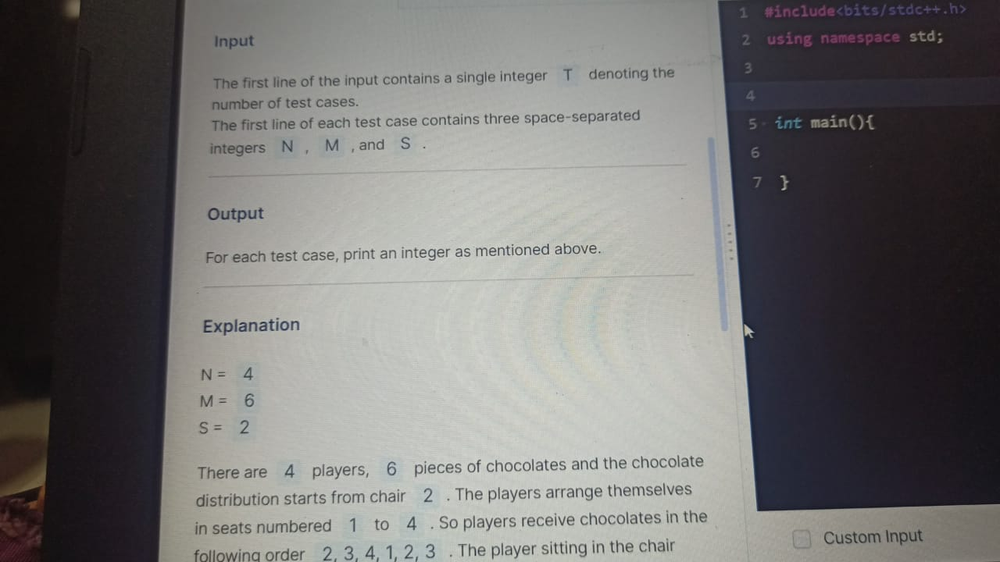 Input
The first line of the input contains a single integer T denoting the
number of test cases.
The first line of each test case contains three space-separated
integers N , M , and S .
Output
For each test case, print an integer as mentioned above.
Explanation
N = 4
M = 6
S = 2
There are 4 players, 6 pieces of chocolates and the chocolate
distribution starts from chair 2 . The players arrange themselves
in seats numbered 1 to 4 . So players receive chocolates in the
following order 2, 3, 4, 1, 2, 3 . The player sitting in the chair
1 #include<bits/stdc++.h>
2 using namespace std;
3
4
5 int main(){
6
7 }
Custom Input